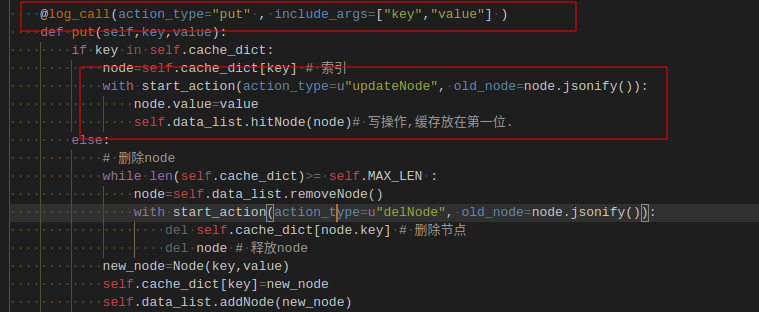 @log_call(action_type="put" , include_args=["key","value"] )
def put(self,key,value):
if key in self.cache_dict:
node=self.cache_dict[key] # 索引
with start_action(action_type=u"updateNode", old_node=node.jsonify()):
node.value=value
self.data_list.hitNode(node)# 写操作,缓存放在第一位.
else:
# 删除node
while len(self.cache_dict)>= self.MAX_LEN :
node=self.data_list.removeNode()
with start_action(action_type=u"delNode", old_node=node.jsonify()):
del self.cache_dict[node.key] # 删除节点
del node # 释放node
new_node=Node(key,value)
self.cache_dict[key]=new_node
self.data_list.addNode(new_node)